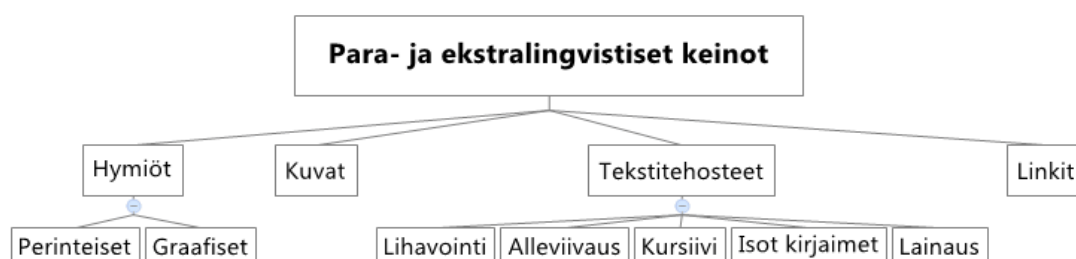 Para- ja ekstralingvistiset keinot
Hymiöt
Kuvat
Tekstitehosteet
Linkit
Perinteiset
Graafiset
Lihavointi
Alleviivaus
Kursiivi
Isot kirjaimet
Lainaus